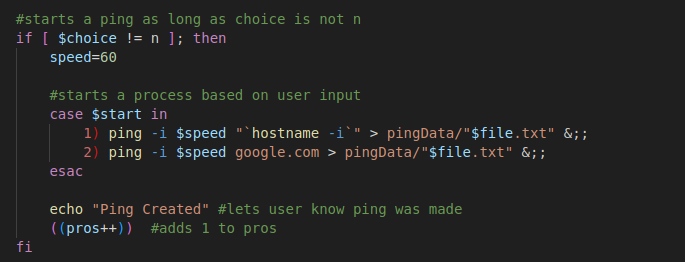 #starts a ping as long as choice is not n
if [ $choice != n ]; then
speed=60
#starts a process based on user input
case $start in
1) ping -i $speed "`hostname -i`" > pingData/"$file.txt" &;;
2) ping -i $speed google.com > pingData/"$file.txt" &;;
esac
echo "Ping Created" #lets user know ping was made
((pros++))  #adds 1 to pros
fi